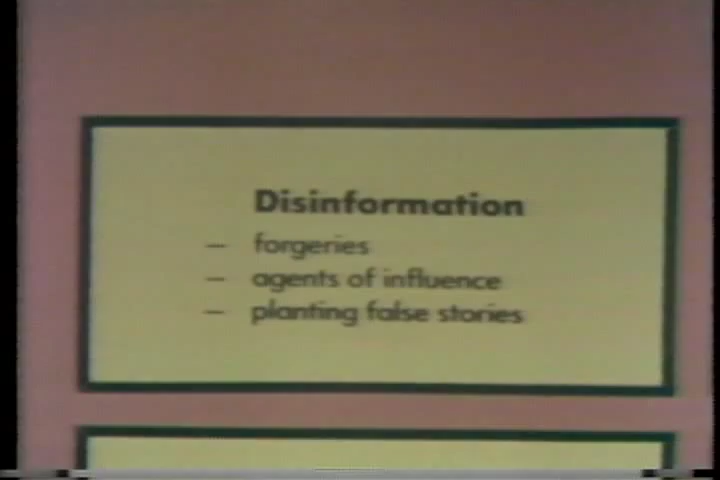 Disinformation
– forgeries
– agents of influence
– planting false stories